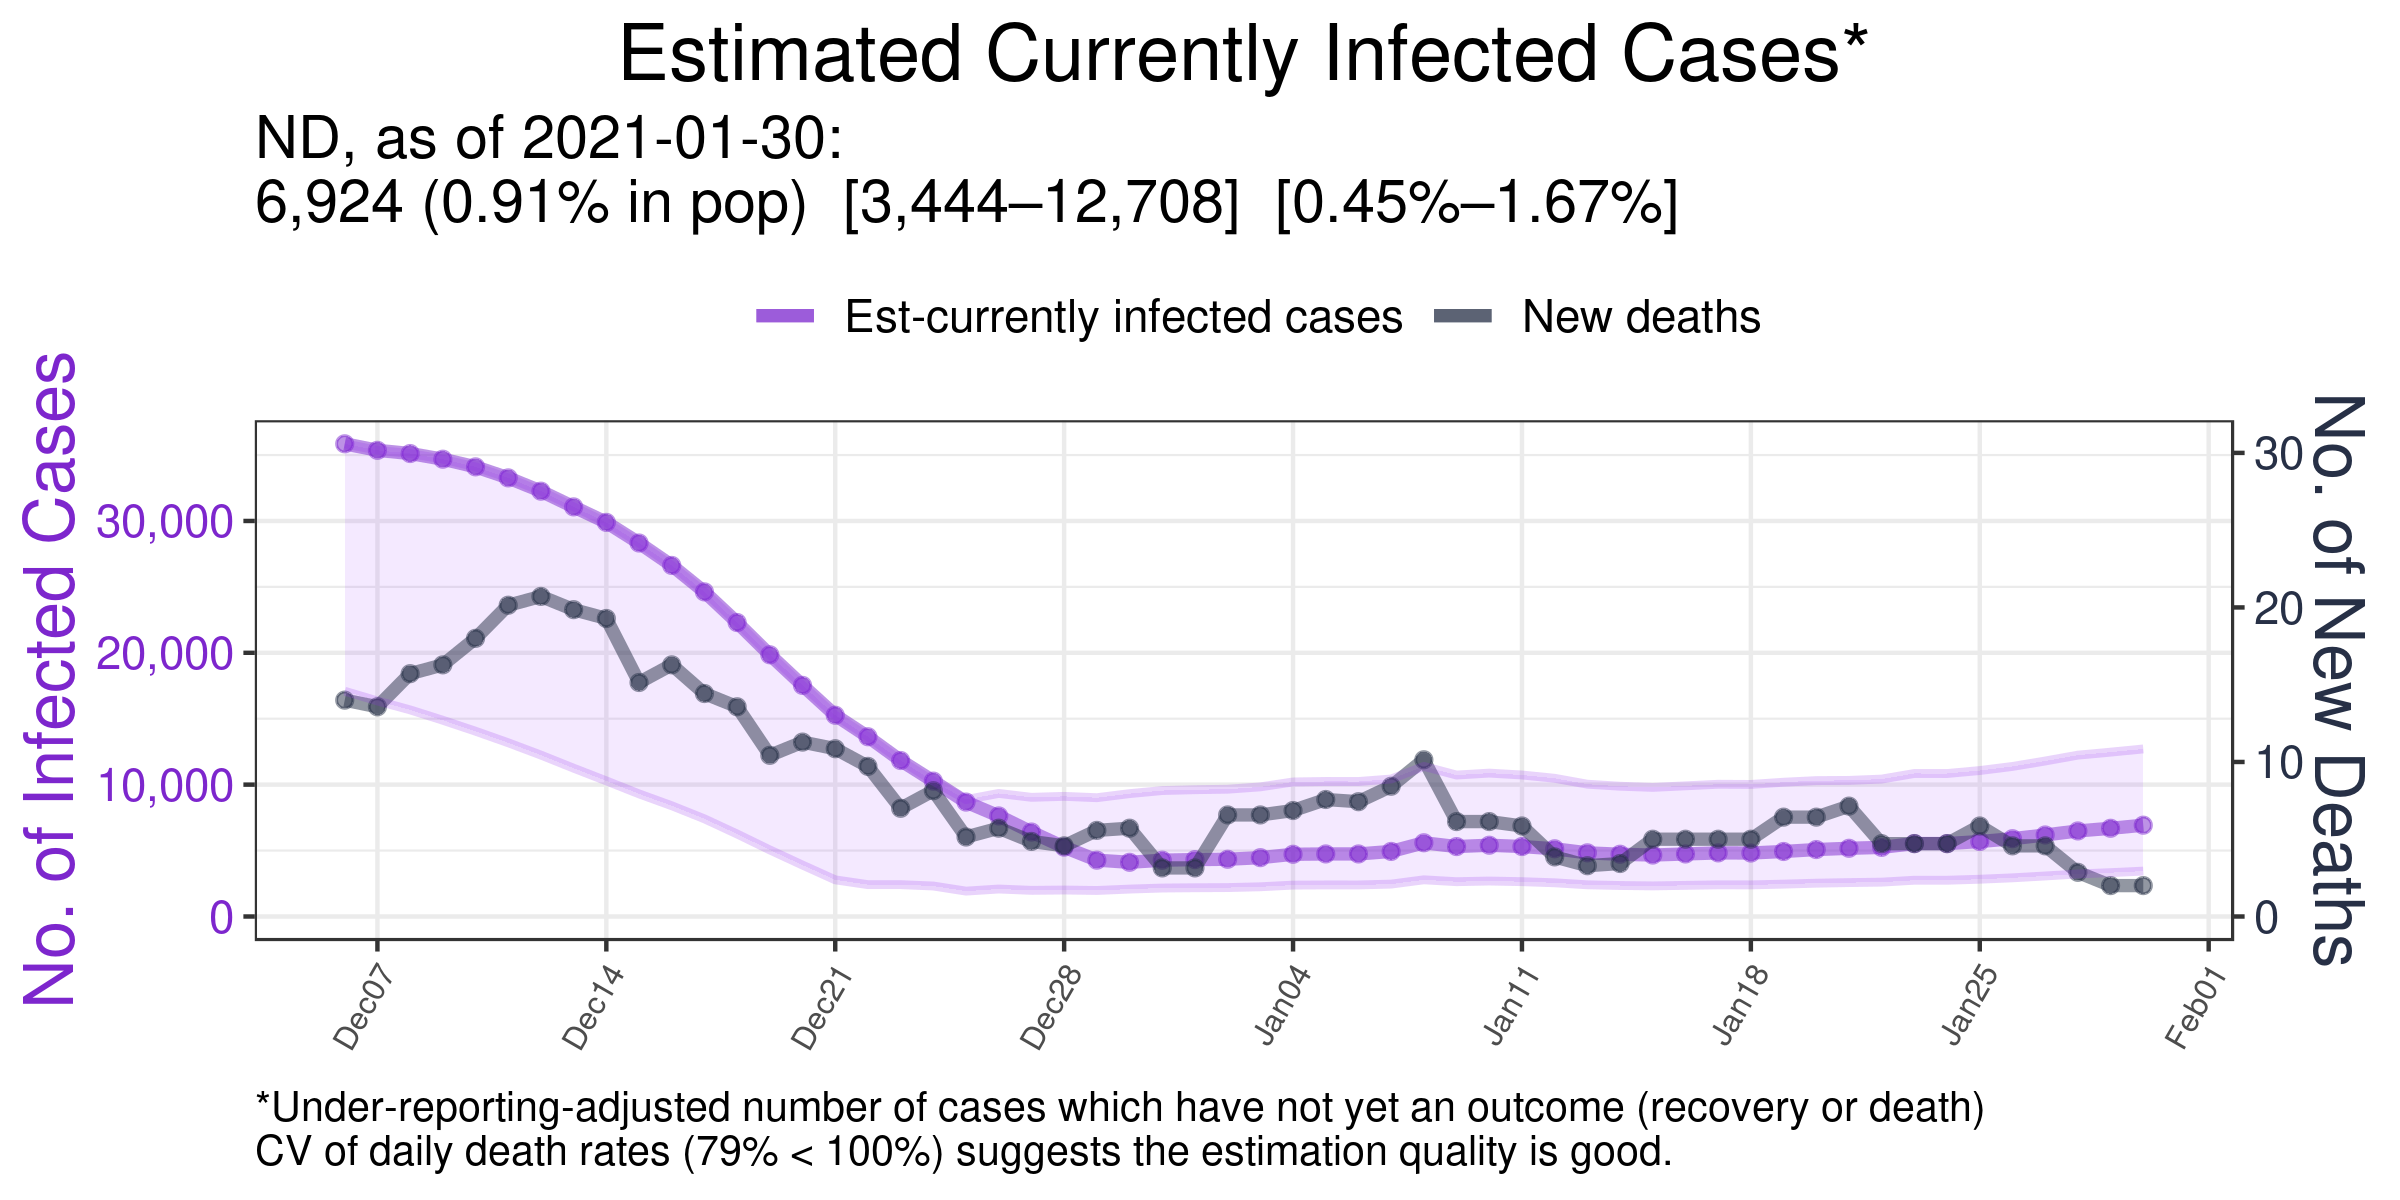 Estimated Currently Infected Cases*
ND, as of 2021-01-30:
6,924 (0.91% in pop)  [3,444–12,708]  [0.45%–1.67%]
Est-currently infected cases
New deaths
No. of Infected Cases
30,000
20,000
10,000
0
30
20
10
0
No. of New Deaths
Dec07
Dec14
Dec21
Dec28
Jan04
Jan11
Jan18
Jan25
Feb01
*Under-reporting-adjusted number of cases which have not yet an outcome (recovery or death)
CV of daily death rates (79% < 100%) suggests the estimation quality is good.